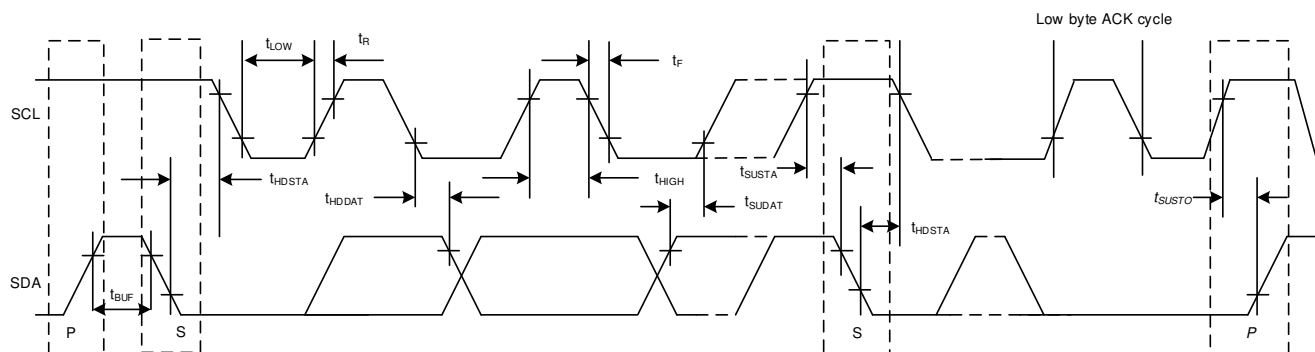 Low byte ACK cycle
tLOW
tR
tF
SCL
tHDSTA
tHDDAT
tHIGH
tSUSTA
tSUDAT
tSUSTO
tHDSTA
SDA
tBUF
P
S
S
P